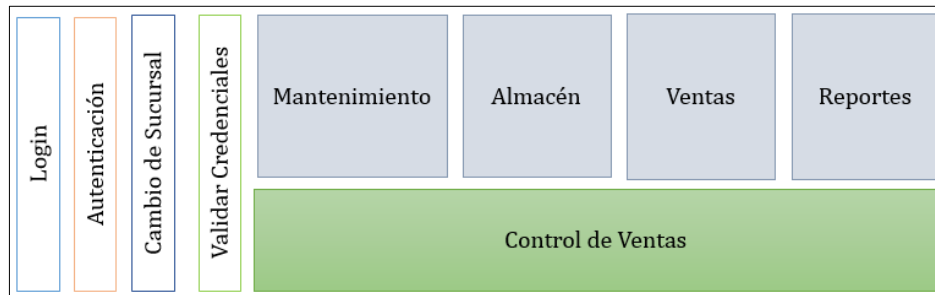 Login
Autenticación
Cambio de Sucursal
Validar Credenciales
Mantenimiento
Almacén
Ventas
Reportes
Control de Ventas